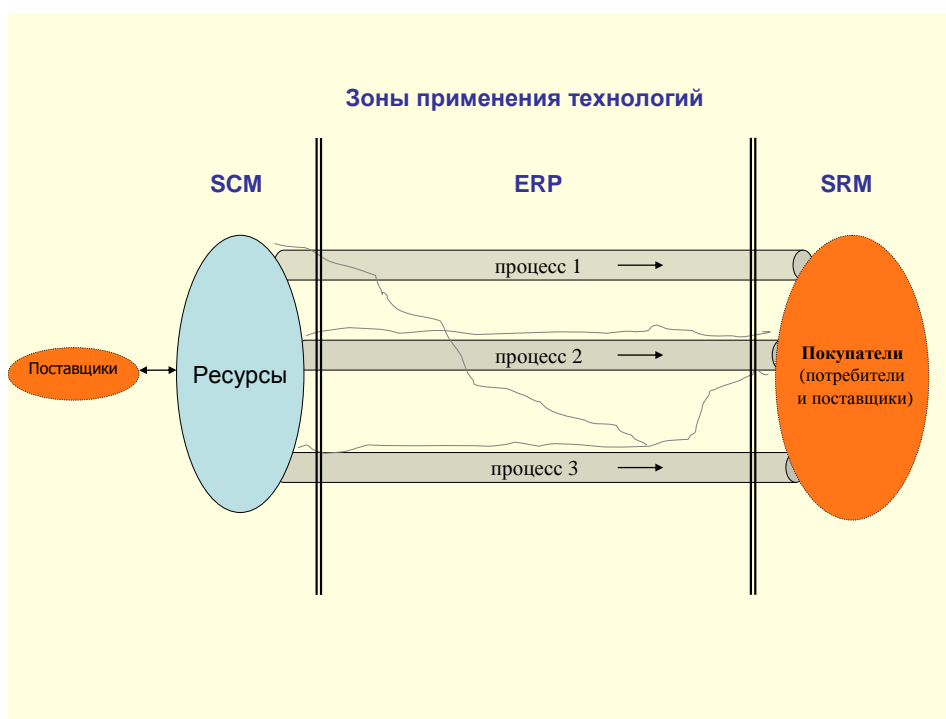 Зоны применения технологий
SCM
ERP
SRM
процесс 1
процесс 2
процесс 3
Поставщики
Ресурсы
Покупатели
(потребители
и поставщики)